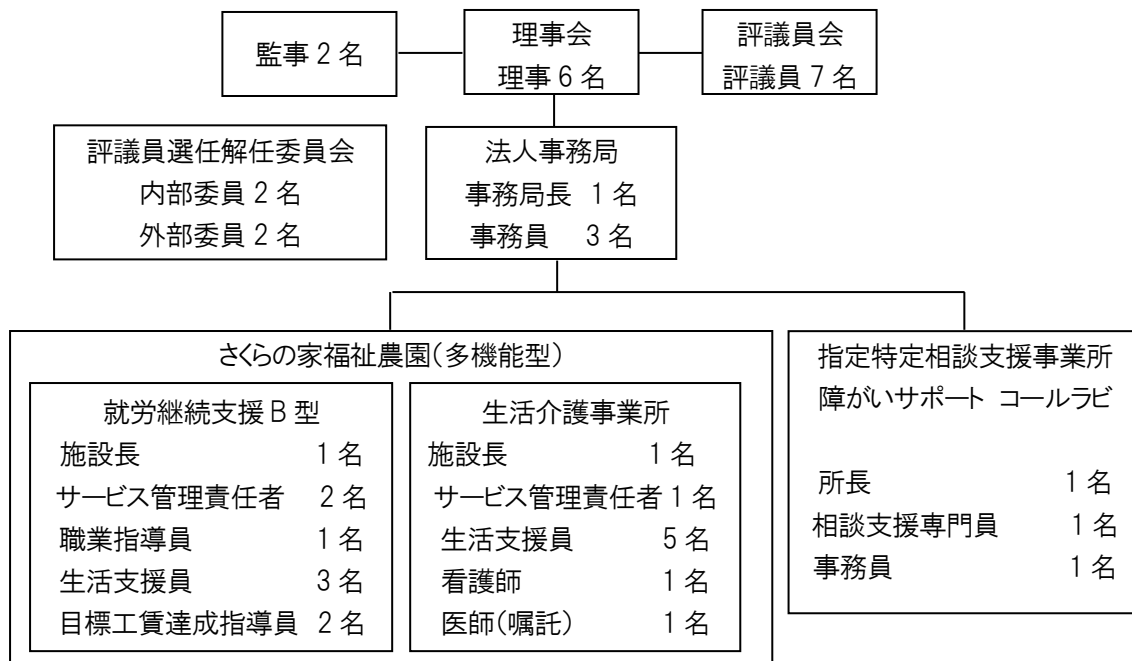 監事2名
理事会
理事6名
評議員会
評議員7名
評議員選任解任委員会
内部委員2名
外部委員2名
法人事務局
事務局長 1名
事務員 3名
さくらの家福祉農園(多機能型)
就労継続支援B型
施設長 1名
サービス管理責任者 2名
職業指導員 1名
生活支援員 3名
目標工賃達成指導員 2名
生活介護事業所
施設長 1名
サービス管理責任者 1名
生活支援員 5名
看護師 1名
医師(嘱託) 1名
指定特定相談支援事業所
障がいサポート コールラビ
所長 1名
相談支援専門員 1名
事務員 1名